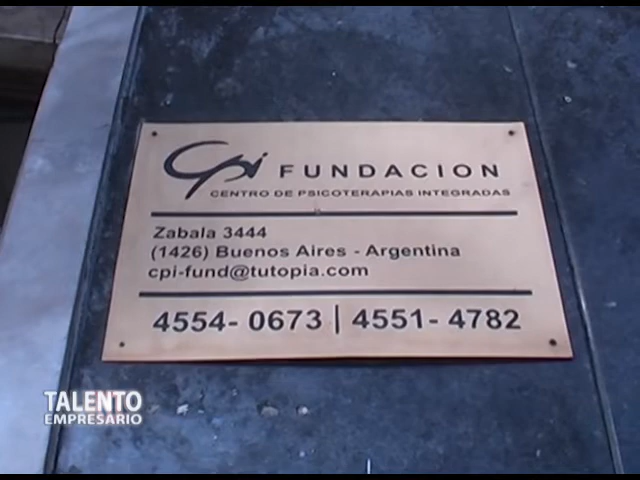 Cpi FUNDACION
CENTRO DE PSICOTERAPIAS INTEGRADAS
Zabala 3444
(1426) Buenos Aires - Argentina
cpi-fund@tutopia.com
4554- 0673 | 4551- 4782
TALENTO
EMPRESARIO